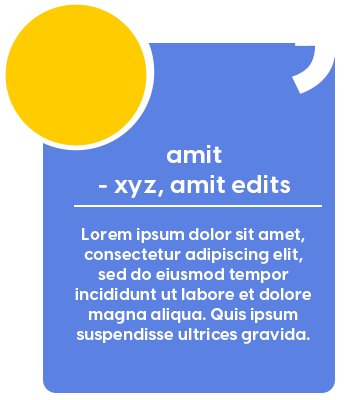 amit
- xyz, amit edits
Lorem ipsum dolor sit amet,
consectetur adipiscing elit,
sed do eiusmod tempor
incididunt ut labore et dolore
magna aliqua. Quis ipsum
suspendisse ultrices gravida.